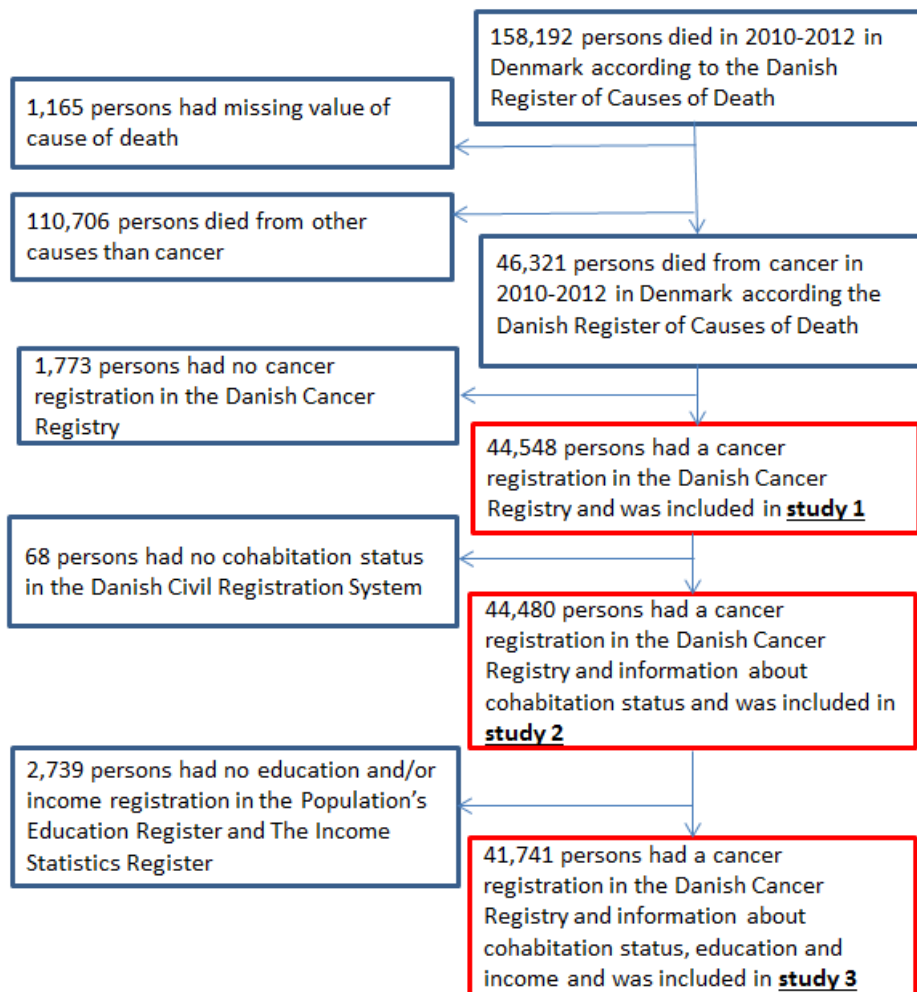 158,192 persons died in 2010-2012 in
Denmark according to the Danish
Register of Causes of Death
1,165 persons had missing value of
cause of death
110,706 persons died from other
causes than cancer
46,321 persons died from cancer in
2010-2012 in Denmark according the
Danish Register of Causes of Death
1,773 persons had no cancer
registration in the Danish Cancer
Registry
44,548 persons had a cancer
registration in the Danish Cancer
Registry and was included in study 1
68 persons had no cohabitation status
in the Danish Civil Registration System
44,480 persons had a cancer
registration in the Danish Cancer
Registry and information about
cohabitation status and was included in
study 2
2,739 persons had no education and/or
income registration in the Population’s
Education Register and The Income
Statistics Register
41,741 persons had a cancer
registration in the Danish Cancer
Registry and information about
cohabitation status, education and
income and was included in study 3